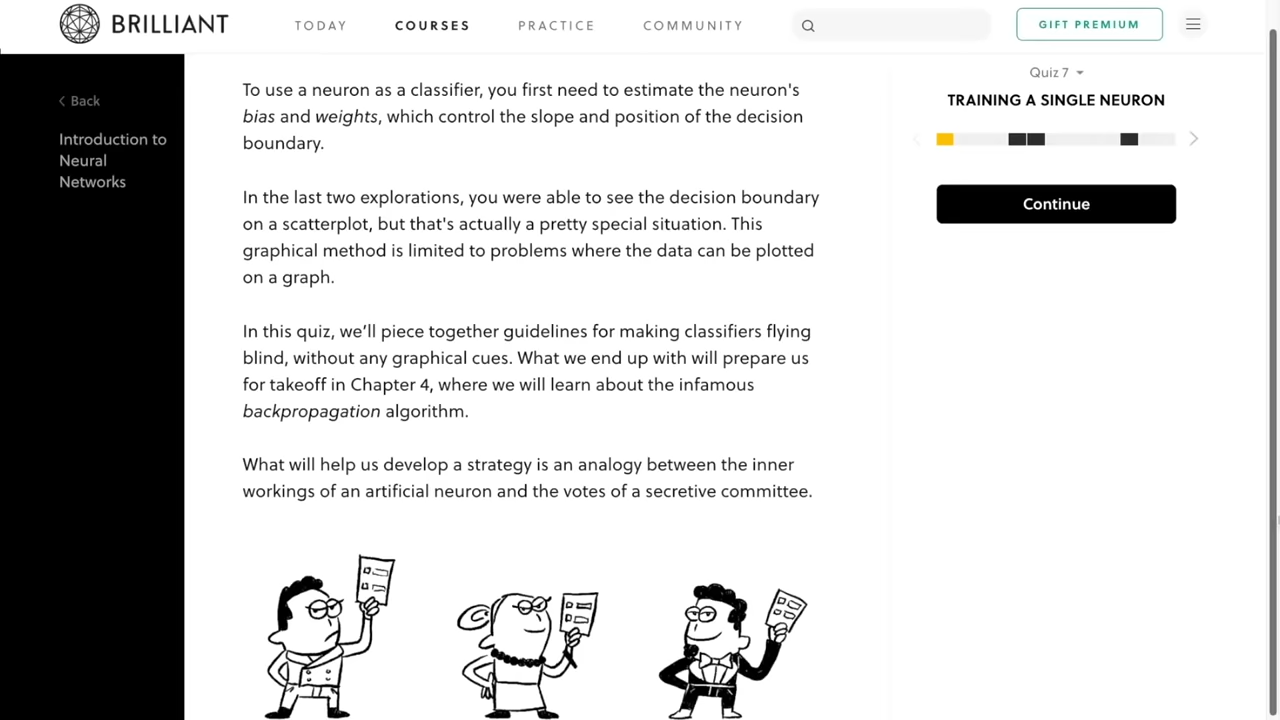 BRILLIANT
TODAY
COURSES
PRACTICE
COMMUNITY
GIFT PREMIUM
Back
Introduction to
Neural
Networks
To use a neuron as a classifier, you first need to estimate the neuron's
bias and weights, which control the slope and position of the decision
boundary.
In the last two explorations, you were able to see the decision boundary
on a scatterplot, but that's actually a pretty special situation. This
graphical method is limited to problems where the data can be plotted
on a graph.
In this quiz, we’ll piece together guidelines for making classifiers flying
blind, without any graphical cues. What we end up with will prepare us
for takeoff in Chapter 4, where we will learn about the infamous
backpropagation algorithm.
What will help us develop a strategy is an analogy between the inner
workings of an artificial neuron and the votes of a secretive committee.
Quiz 7
TRAINING A SINGLE NEURON
Continue